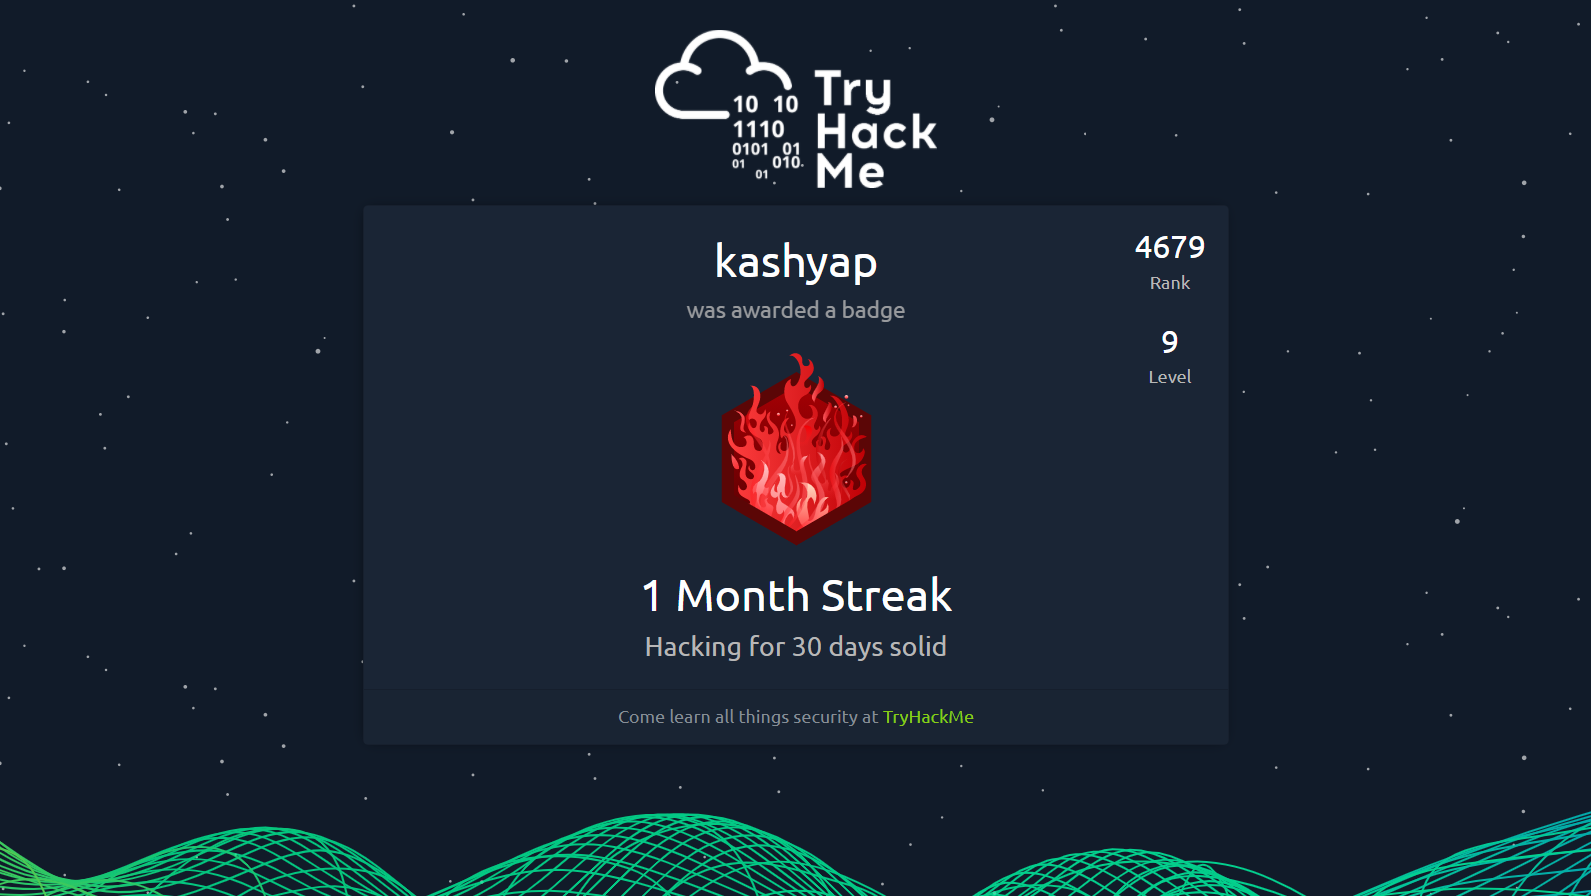 10 10
1110
0101 01
01 010
01
Try
Hack
Me
kashyap
was awarded a badge
4679
Rank
9
Level
1 Month Streak
Hacking for 30 days solid
Come learn all things security at TryHackMe